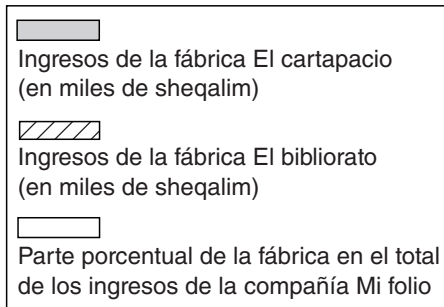 Ingresos de la fábrica El cartapacio
(en miles de sheqalim)
Ingresos de la fábrica El bibliorato
(en miles de sheqalim)
Parte porcentual de la fábrica en el total
de los ingresos de la compañía Mi folio